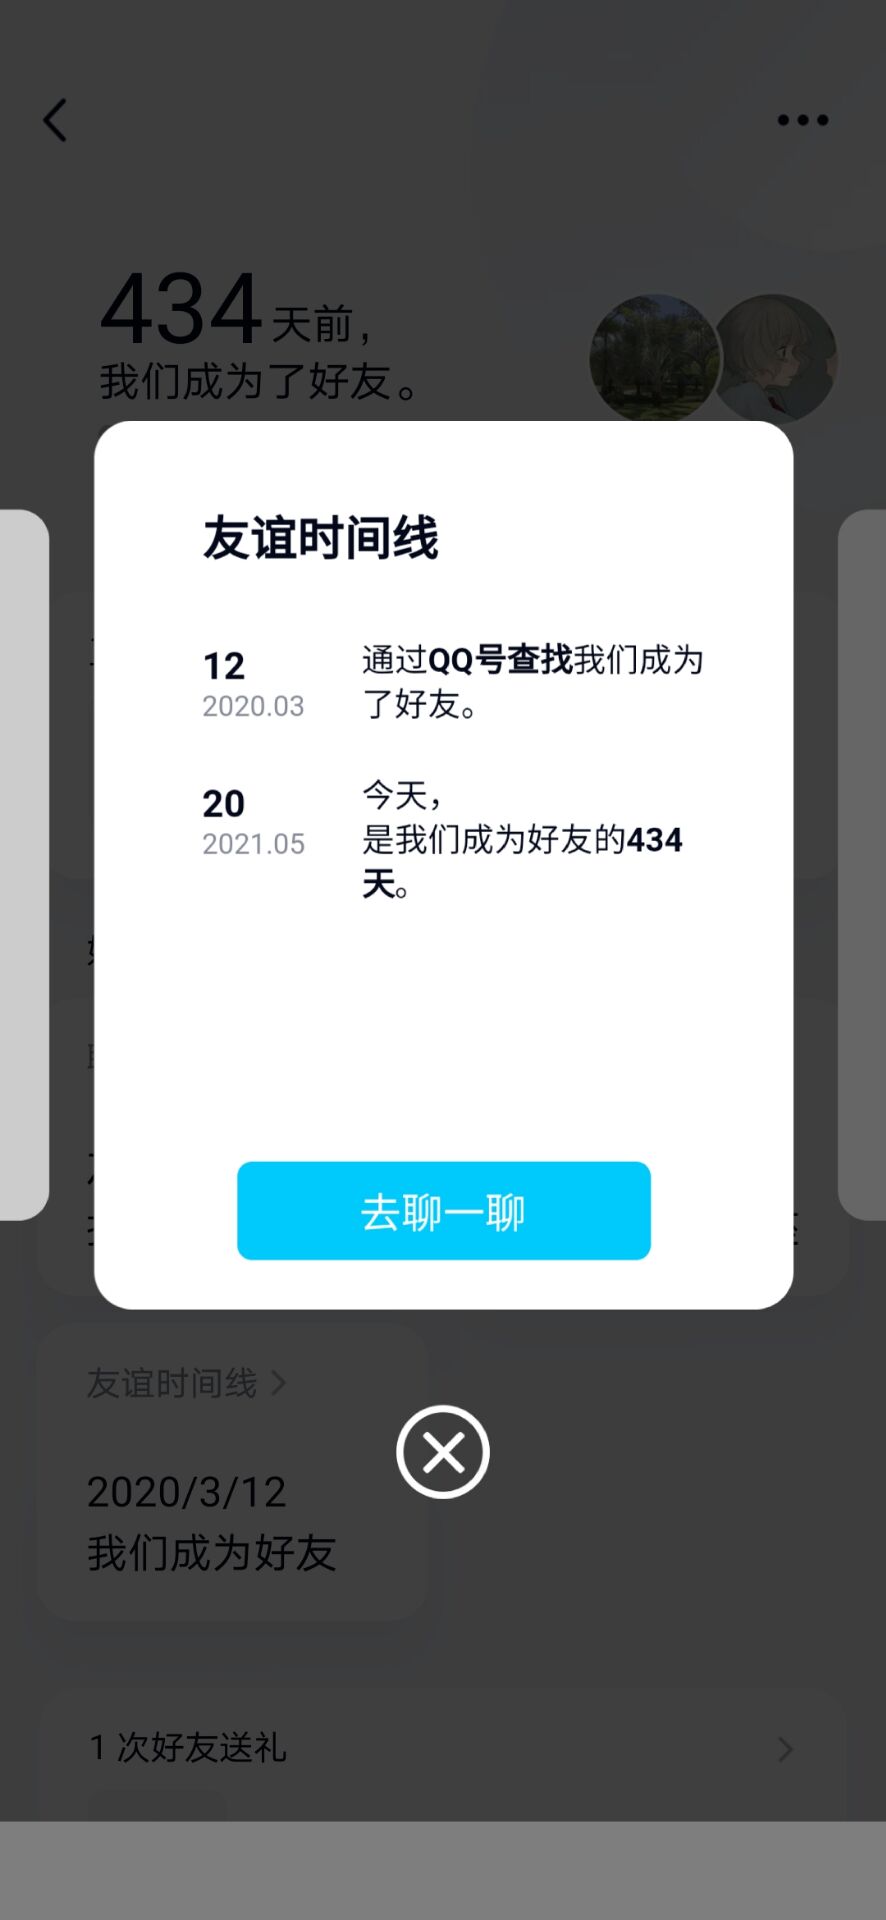 434天前，
我们成为了好友。
友谊时间线
12
2020.03
通过QQ号查找我们成为
了好友。
20
2021.05
今天，
是我们成为好友的434
天。
去聊一聊
友谊时间线
2020/3/12
我们成为好友
1 次好友送礼